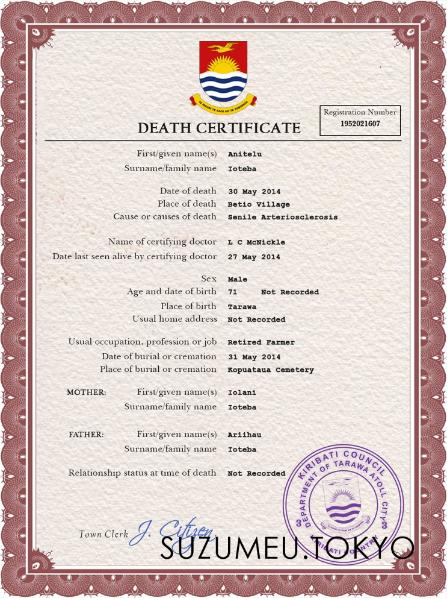 Registration Number
1952021607
DEATH CERTIFICATE
First/given name(s) Anitelu
Surname/family name Ioteba
Date of death 30 May 2014
Place of death Betio Village
Cause or causes of death Senile Arteriosclerosis
Name of certifying doctor L C McNickle
Date last seen alive by certifying doctor 27 May 2014
Sex Male
Age and date of birth 71 Not Recorded
Place of birth Tarawa
Usual home address Not Recorded
Usual occupation, profession or job Retired Farmer
Date of burial or cremation 31 May 2014
Place of burial or cremation Kopuataua Cemetery
MOTHER: First/given name(s) Iolani
Surname/family name Ioteba
FATHER: First/given name(s) Ariihau
Surname/family name Ioteba
Relationship status at time of death Not Recorded
KIRIBATI COUNCIL
DEPARTMENT OF TARAWA ATOLL CITY
Town Clerk J. Citizen
SUZUMEU.TOKYO